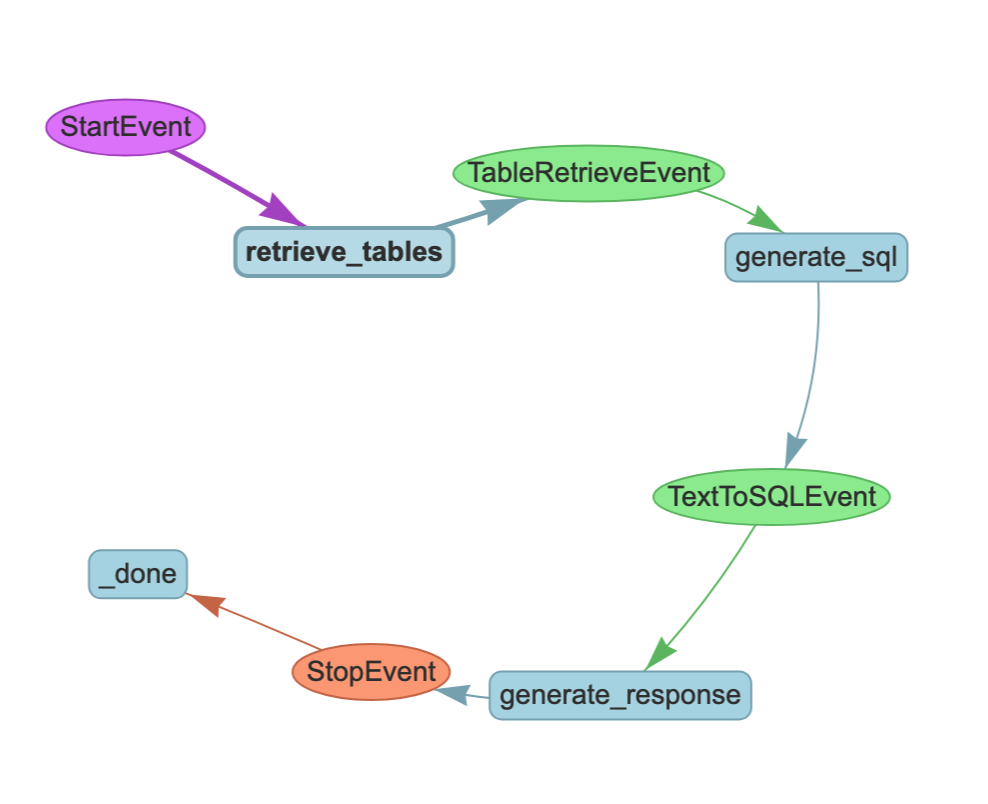 StartEvent
TableRetrieveEvent
retrieve_tables
generate_sql
TextToSQLEvent
_done
StopEvent
generate_response